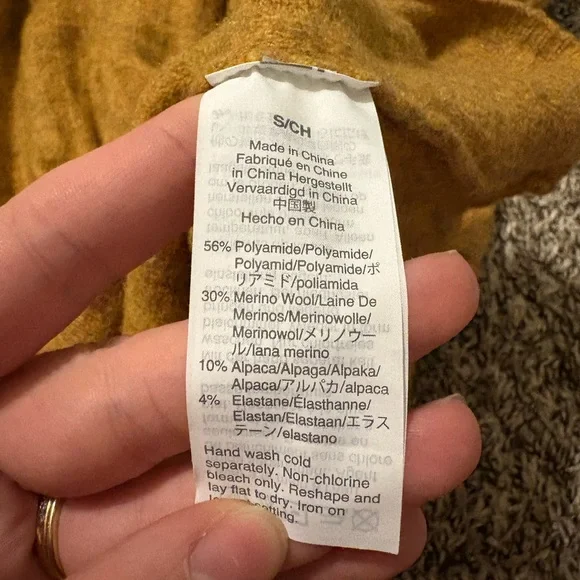 S/CH
Made in China
Fabriqué en Chine
in China Hergestellt
Vervaardigd in China
中国製
Hecho en China
56% Polyamide/Polyamide/
Polyamid/Polyamide/ポ
リアミド/poliamida
30% Merino Wool/Laine De
Merinos/Merinowolle/
Merinowol/メリノウー
ル/lana merino
10% Alpaca/Alpaga/Alpaka/
Alpaca/アルパカ/alpaca
4% Elastane/Élasthanne/
Elastan/Elastaan/エラス
テーン/elastano
Hand wash cold
separately. Non-chlorine
bleach only. Reshape and
lay flat to dry. Iron on